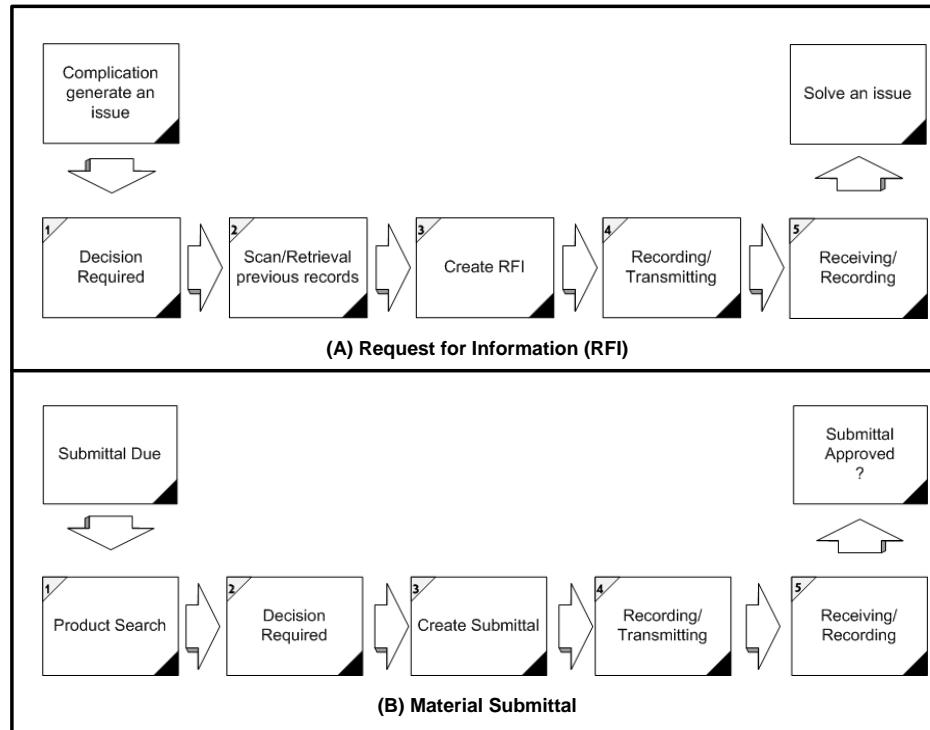 Complication
generate an
issue
Solve an issue
1
Decision
Required
2
Scan/Retrieval
previous records
3
Create RFI
4
Recording/
Transmitting
5
Receiving/
Recording
(A) Request for Information (RFI)
Submittal Due
Submittal
Approved
?
1
Product Search
2
Decision
Required
3
Create Submittal
4
Recording/
Transmitting
5
Receiving/
Recording
(B) Material Submittal